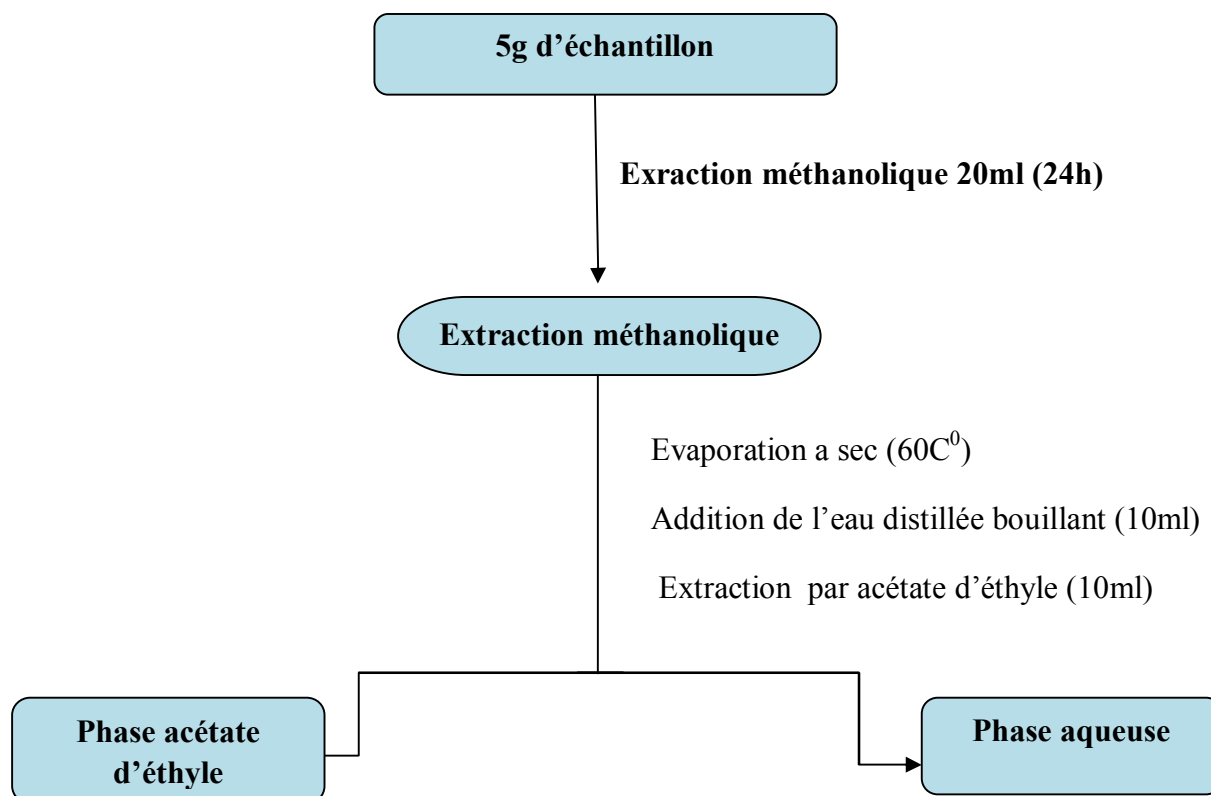 5g d’échantillon
Exraction méthanolique 20ml (24h)
Extraction méthanolique
Evaporation a sec (60C⁰)
Addition de l’eau distillée bouillant (10ml)
Extraction par acétate d’éthyle (10ml)
Phase acétate
d’éthyle
Phase aqueuse